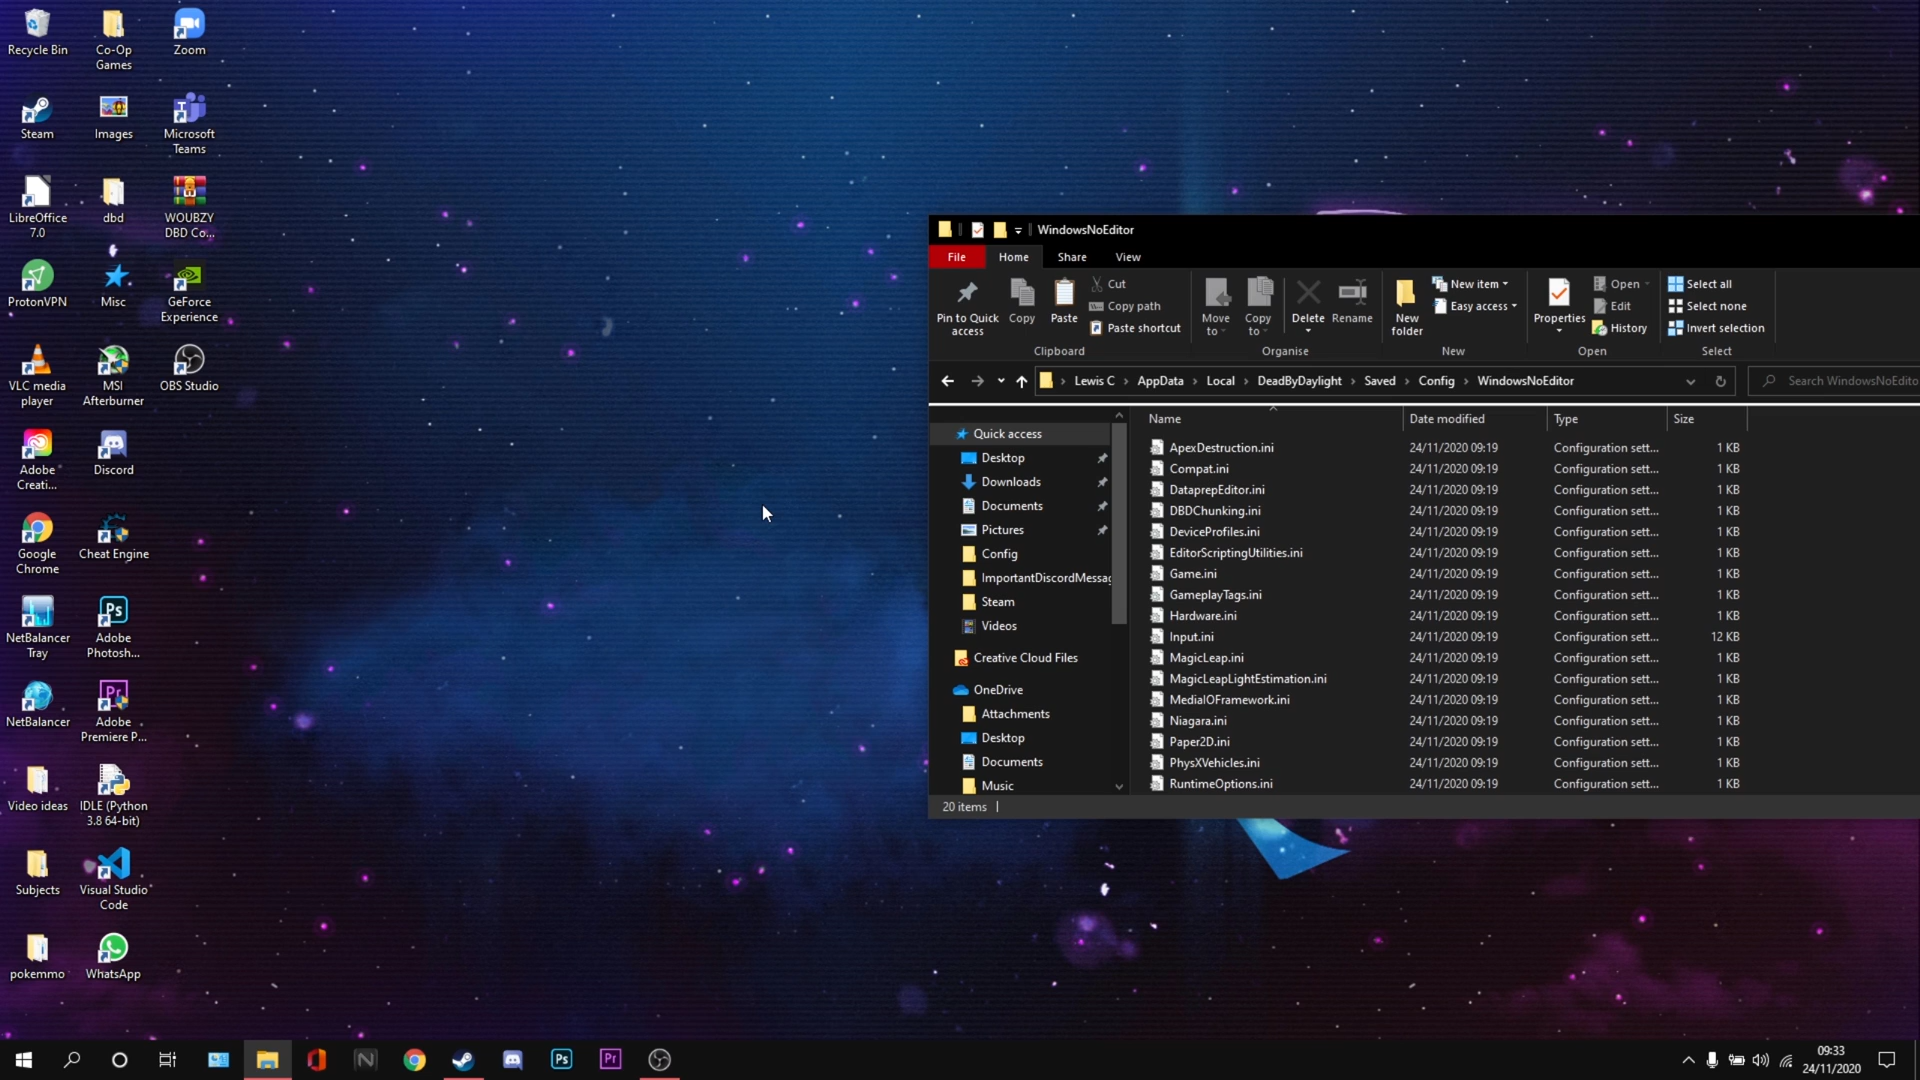 Recycle Bin
Co-Op
Games
Zoom
Steam
Images
Microsoft
Teams
LibreOffice
7.0
dbd
WOUBZY
DBD Co...
ProtonVPN
Misc
GeForce
Experience
VLC media
player
MSI
Afterburner
OBS Studio
Adobe
Creati...
Discord
Google
Chrome
Cheat Engine
NetBalancer
Tray
Adobe
Photosh...
NetBalancer
Adobe
Premiere P...
Video ideas
IDLE (Python
3.8 64-bit)
Subjects
Visual Studio
Code
pokemmo
WhatsApp
WindowsNoEditor
File Home Share View
Pin to Quick
access
Copy
Paste
Cut
Copy path
Paste shortcut
Clipboard
Move
to
Copy
to
Delete
Rename
Organise
New
folder
New item
Easy access
New
Properties
Open
Edit
History
Open
Select all
Select none
Invert selection
Select
Lewis C > AppData > Local > DeadByDaylight > Saved > Config > WindowsNoEditor
Search WindowsNoEdito
Quick access
Desktop
Downloads
Documents
Pictures
Config
ImportantDiscordMessag
Steam
Videos
Creative Cloud Files
OneDrive
Attachments
Desktop
Documents
Music
Name Date modified Type Size
ApexDestruction.ini 24/11/2020 09:19 Configuration sett... 1 KB
Compat.ini 24/11/2020 09:19 Configuration sett... 1 KB
DataprepEditor.ini 24/11/2020 09:19 Configuration sett... 1 KB
DBDChunking.ini 24/11/2020 09:19 Configuration sett... 1 KB
DeviceProfiles.ini 24/11/2020 09:19 Configuration sett... 1 KB
EditorScriptingUtilities.ini 24/11/2020 09:19 Configuration sett... 1 KB
Game.ini 24/11/2020 09:19 Configuration sett... 1 KB
GameplayTags.ini 24/11/2020 09:19 Configuration sett... 1 KB
Hardware.ini 24/11/2020 09:19 Configuration sett... 1 KB
Input.ini 24/11/2020 09:19 Configuration sett... 12 KB
MagicLeap.ini 24/11/2020 09:19 Configuration sett... 1 KB
MagicLeapLightEstimation.ini 24/11/2020 09:19 Configuration sett... 1 KB
MediaIOFramework.ini 24/11/2020 09:19 Configuration sett... 1 KB
Niagara.ini 24/11/2020 09:19 Configuration sett... 1 KB
Paper2D.ini 24/11/2020 09:19 Configuration sett... 1 KB
PhysXVehicles.ini 24/11/2020 09:19 Configuration sett... 1 KB
RuntimeOptions.ini 24/11/2020 09:19 Configuration sett... 1 KB
20 items
Ps
Pr
09:33
24/11/2020